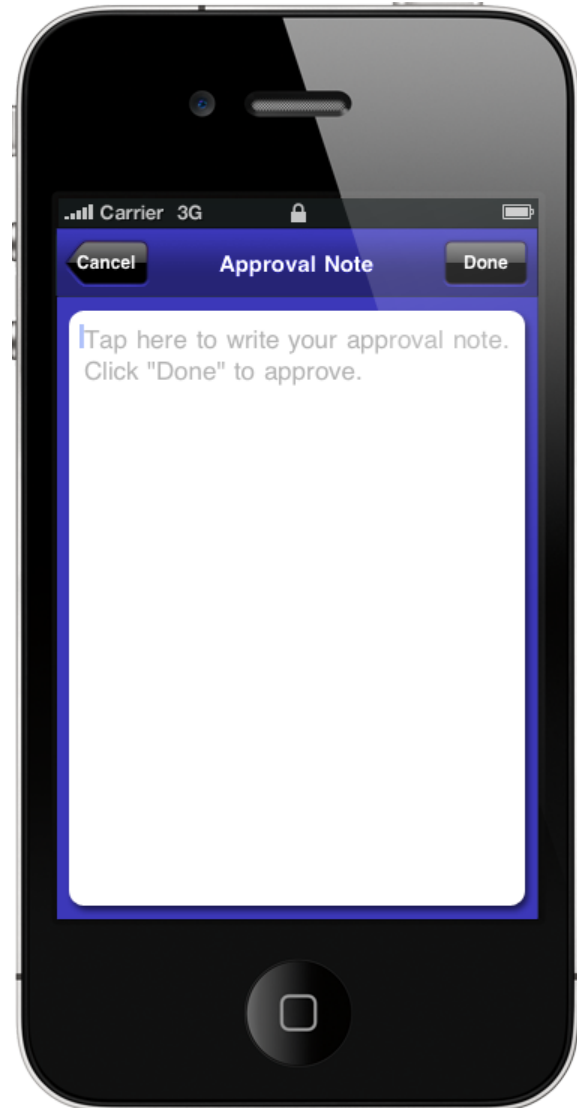 Carrier 3G
Cancel Approval Note Done
Tap here to write your approval note.
Click "Done" to approve.